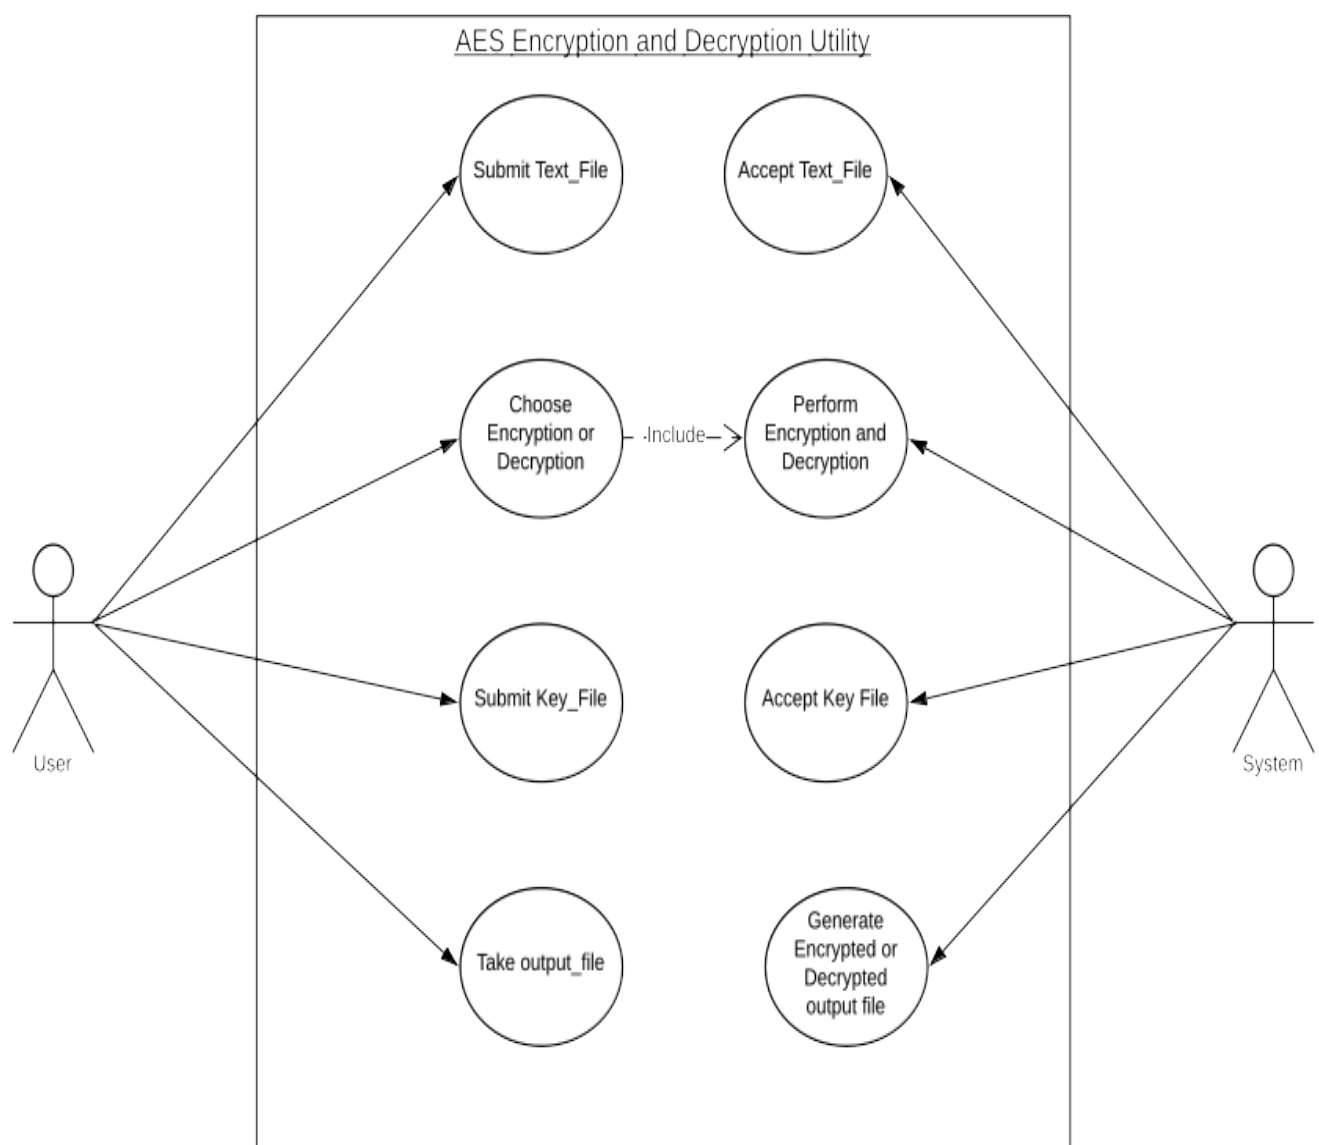 AES Encryption and Decryption Utility
Submit Text_File
Accept Text_File
Choose
Encryption or
Decryption
Include
Perform
Encryption and
Decryption
Submit Key_File
Accept Key File
User
System
Take output_file
Generate
Encrypted or
Decrypted
output file